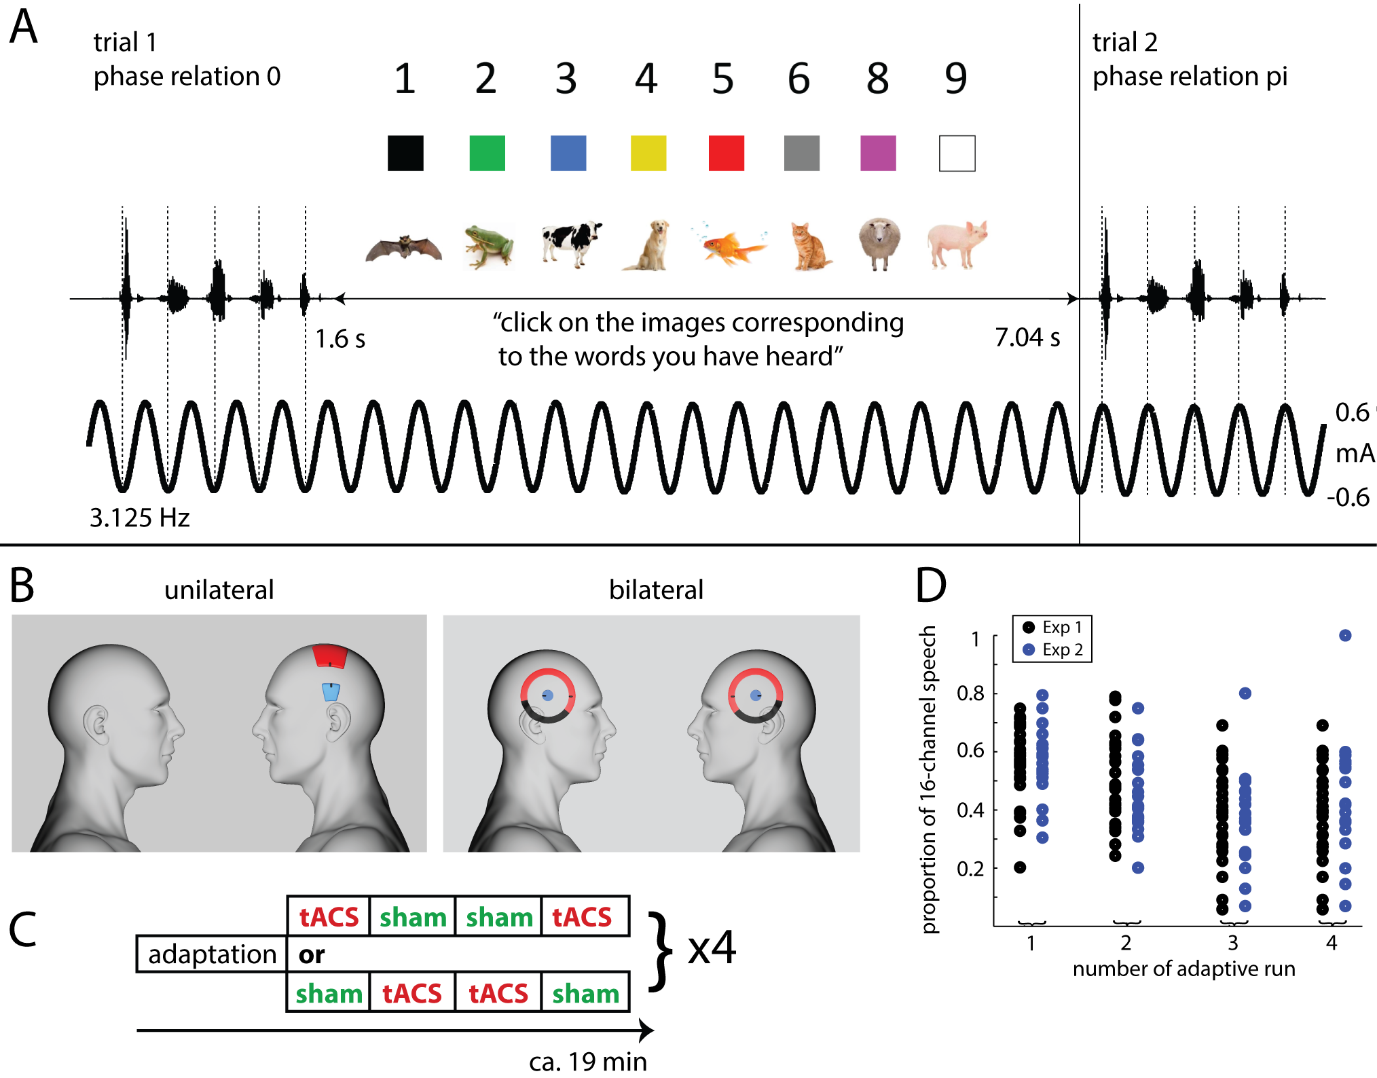 A
trial 1
phase relation 0
1 2 3 4 5 6 8 9
trial 2
phase relation pi
1.6 s
“click on the images corresponding
to the words you have heard”
7.04 s
0.6
mA
-0.6
3.125 Hz
B
unilateral
bilateral
C
tACS sham sham tACS
adaptation or
sham tACS tACS sham
x4
ca. 19 min
D
Exp 1
Exp 2
proportion of 16-channel speech
1
0.8
0.6
0.4
0.2
1 2 3 4
number of adaptive run